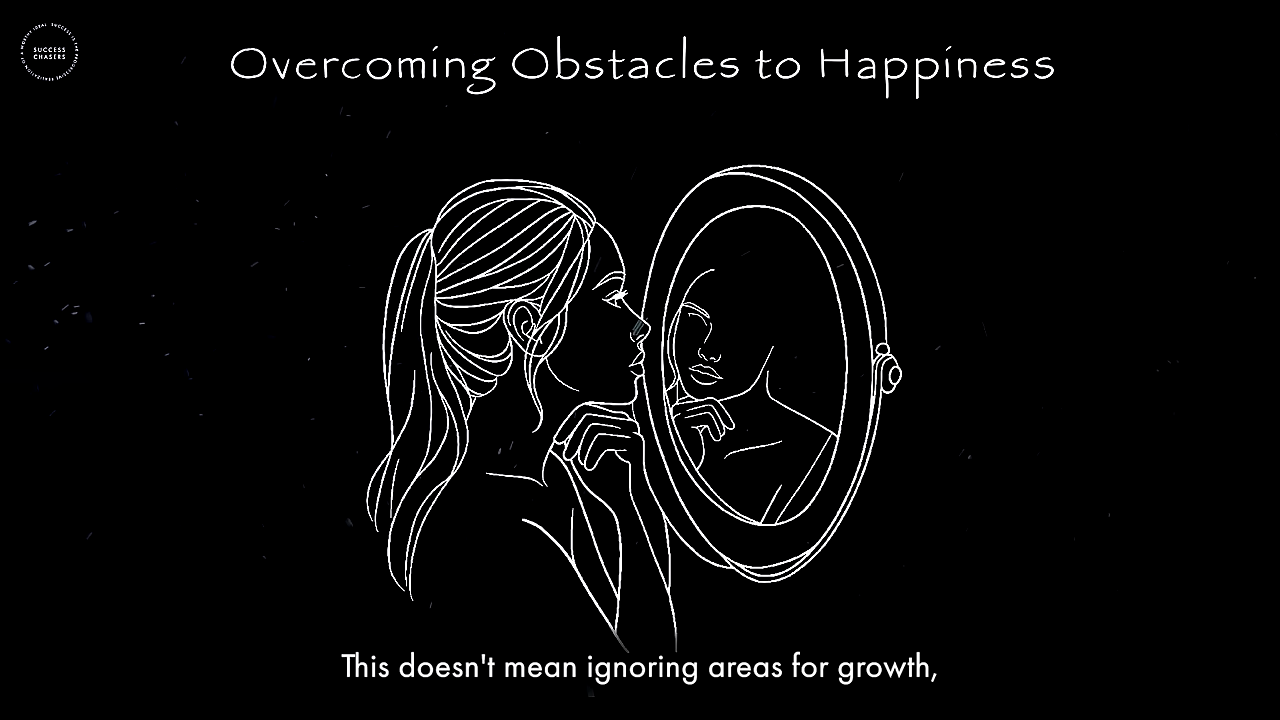 SUCCESS
CHASERS
Overcoming Obstacles to Happiness
This doesn't mean ignoring areas for growth,